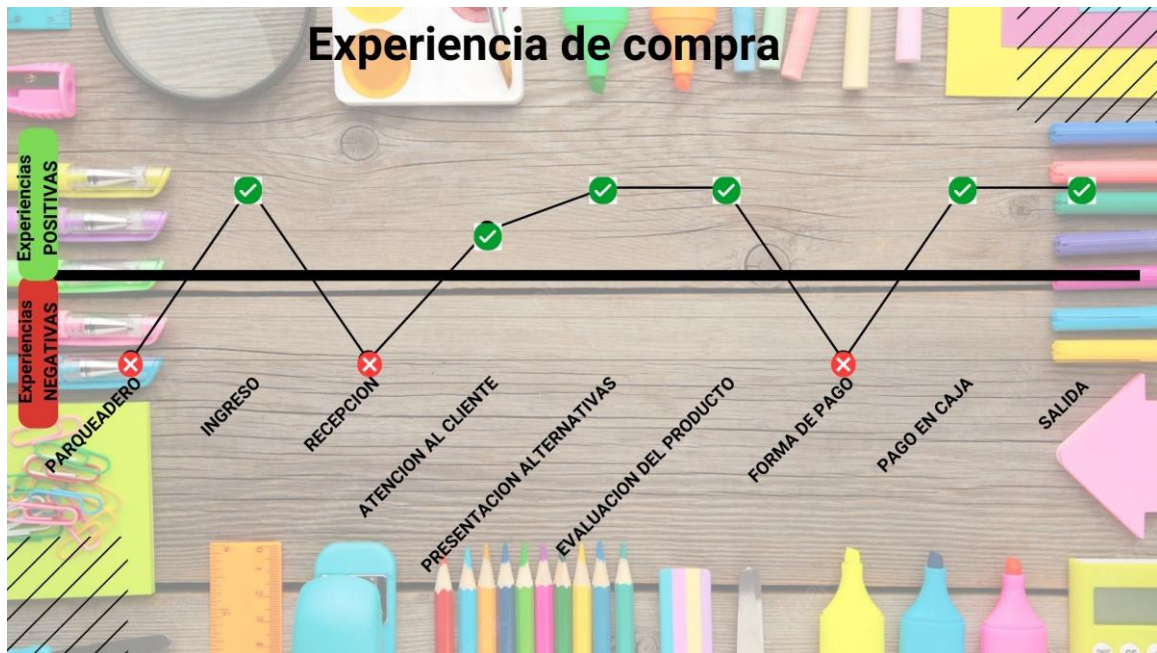 Experiencia de compra
Experiencias
POSITIVAS
Experiencias
NEGATIVAS
PARQUEADERO
INGRESO
RECEPCION
ATENCION AL CLIENTE
PRESENTACION ALTERNATIVAS
EVALUACION DEL PRODUCTO
FORMA DE PAGO
PAGO EN CAJA
SALIDA